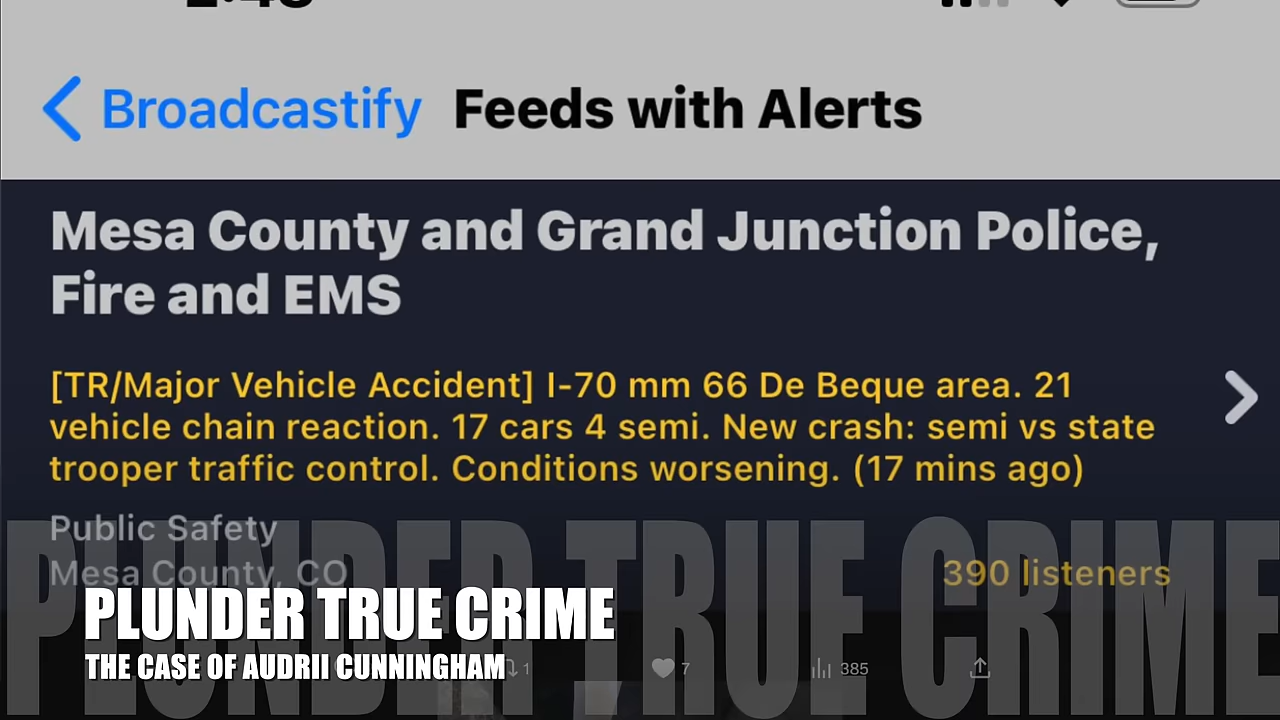 Broadcastify Feeds with Alerts
Mesa County and Grand Junction Police,
Fire and EMS
[TR/Major Vehicle Accident] I-70 mm 66 De Beque area. 21
vehicle chain reaction. 17 cars 4 semi. New crash: semi vs state
trooper traffic control. Conditions worsening. (17 mins ago)
Public Safety
Mesa County, CO
390 listeners
PLUNDER TRUE CRIME
PLUNDER TRUE CRIME
THE CASE OF AUDRII CUNNINGHAM
1 7 385